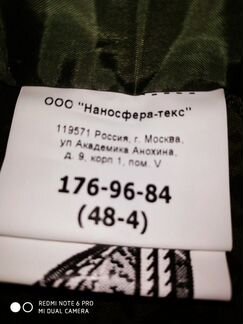 ООО "Наносфера-текс"
119571 Россия, г. Москва,
ул Академика Анохина,
д. 9, корп 1, пом. V
176-96-84
(48-4)
REDMI NOTE 6 PRO
MI DUAL CAMERA